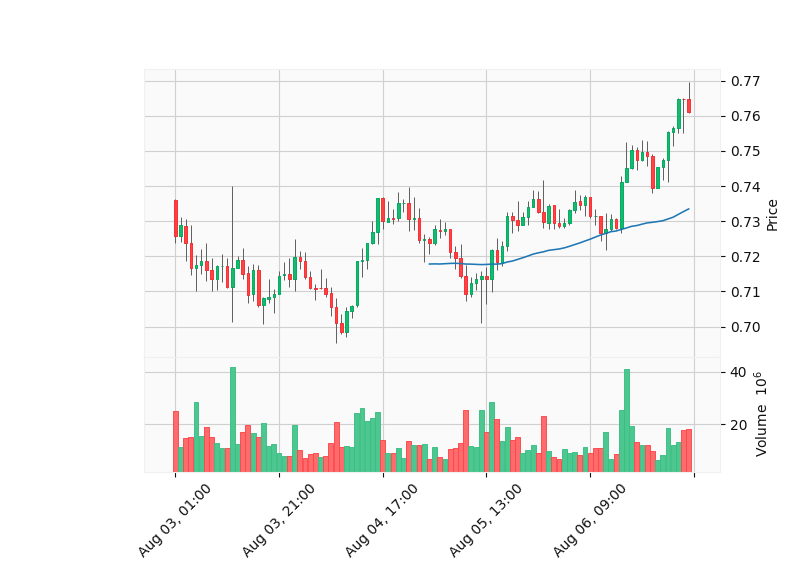 0.77
0.76
0.75
0.74
0.73
0.72
0.71
0.70
Price
40
20
Volume 10^6
Aug 03, 01:00
Aug 03, 21:00
Aug 04, 17:00
Aug 05, 13:00
Aug 06, 09:00